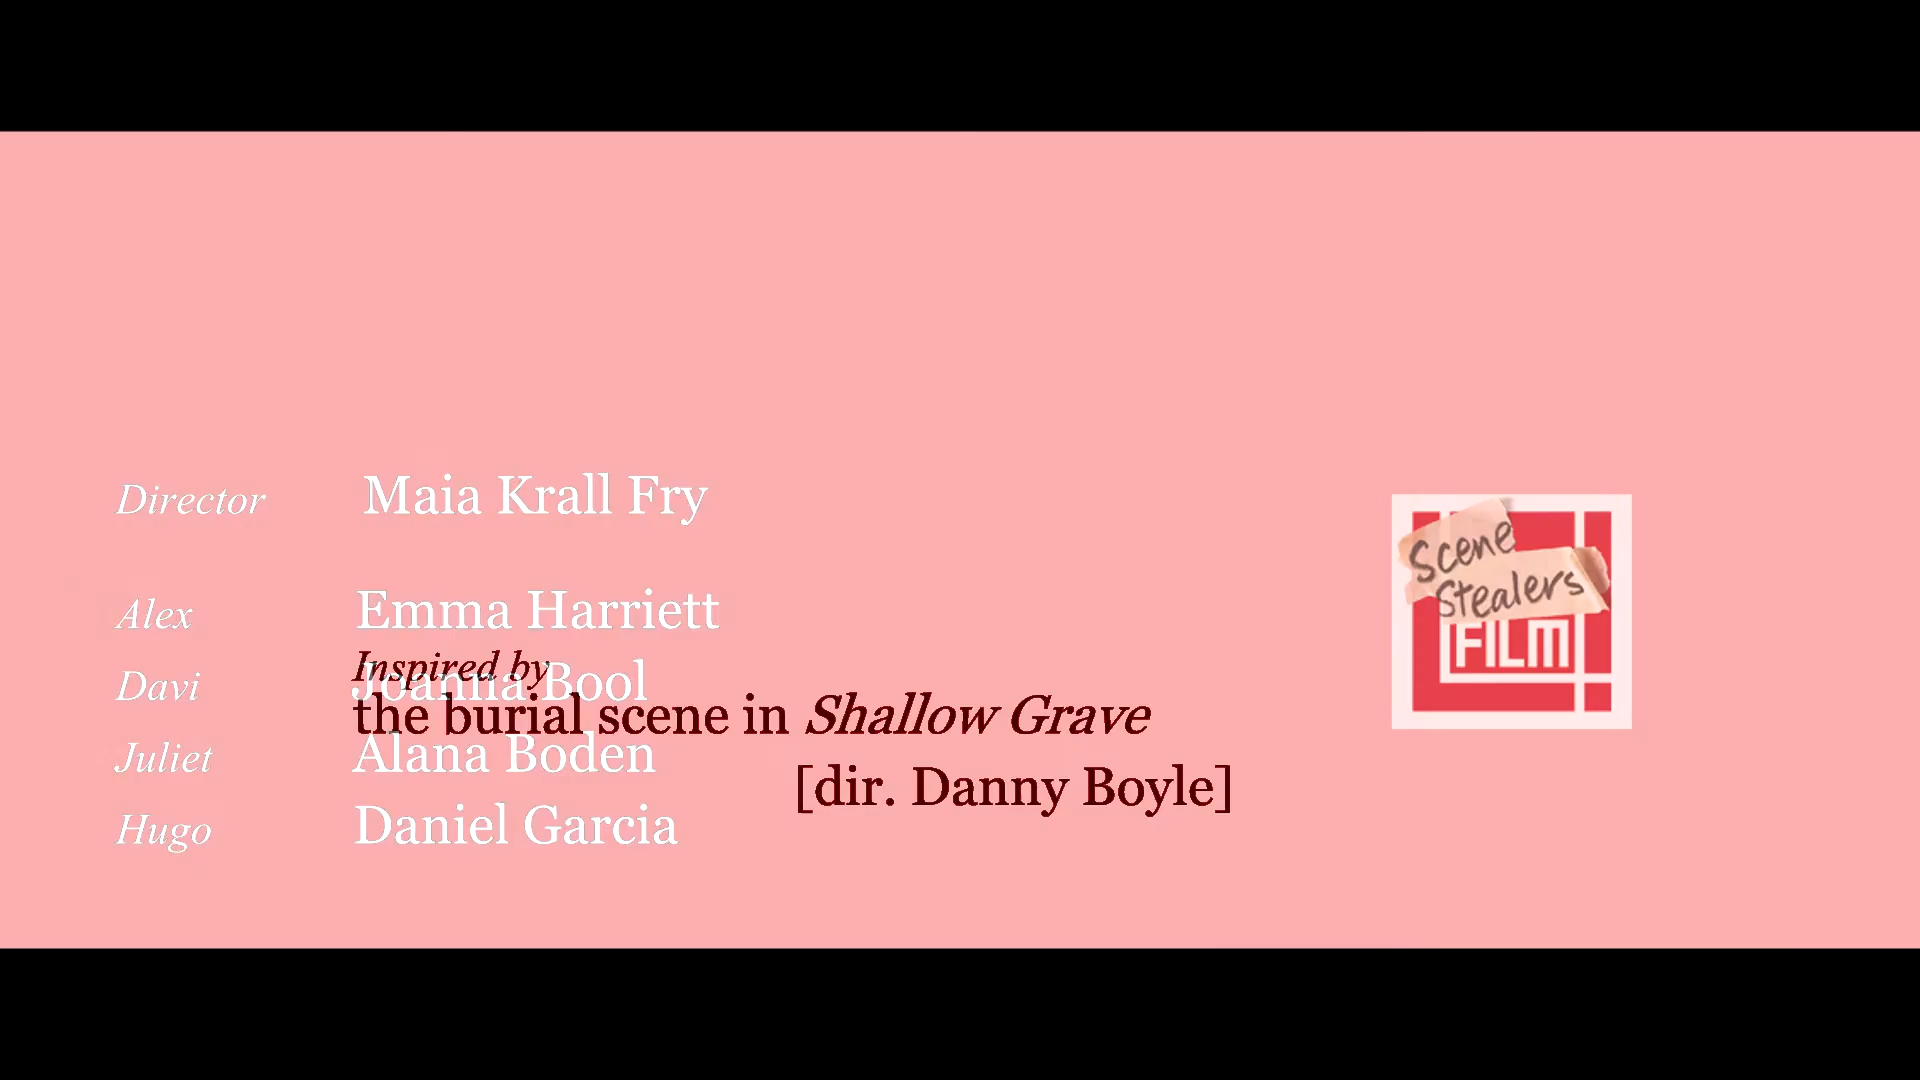 Director Maia Krall Fry
Alex Emma Harriett
Inspired by
Davi Joanna Bool
the burial scene in Shallow Grave
Juliet Alana Boden
[dir. Danny Boyle]
Hugo Daniel Garcia
Scene
Stealers
FILM